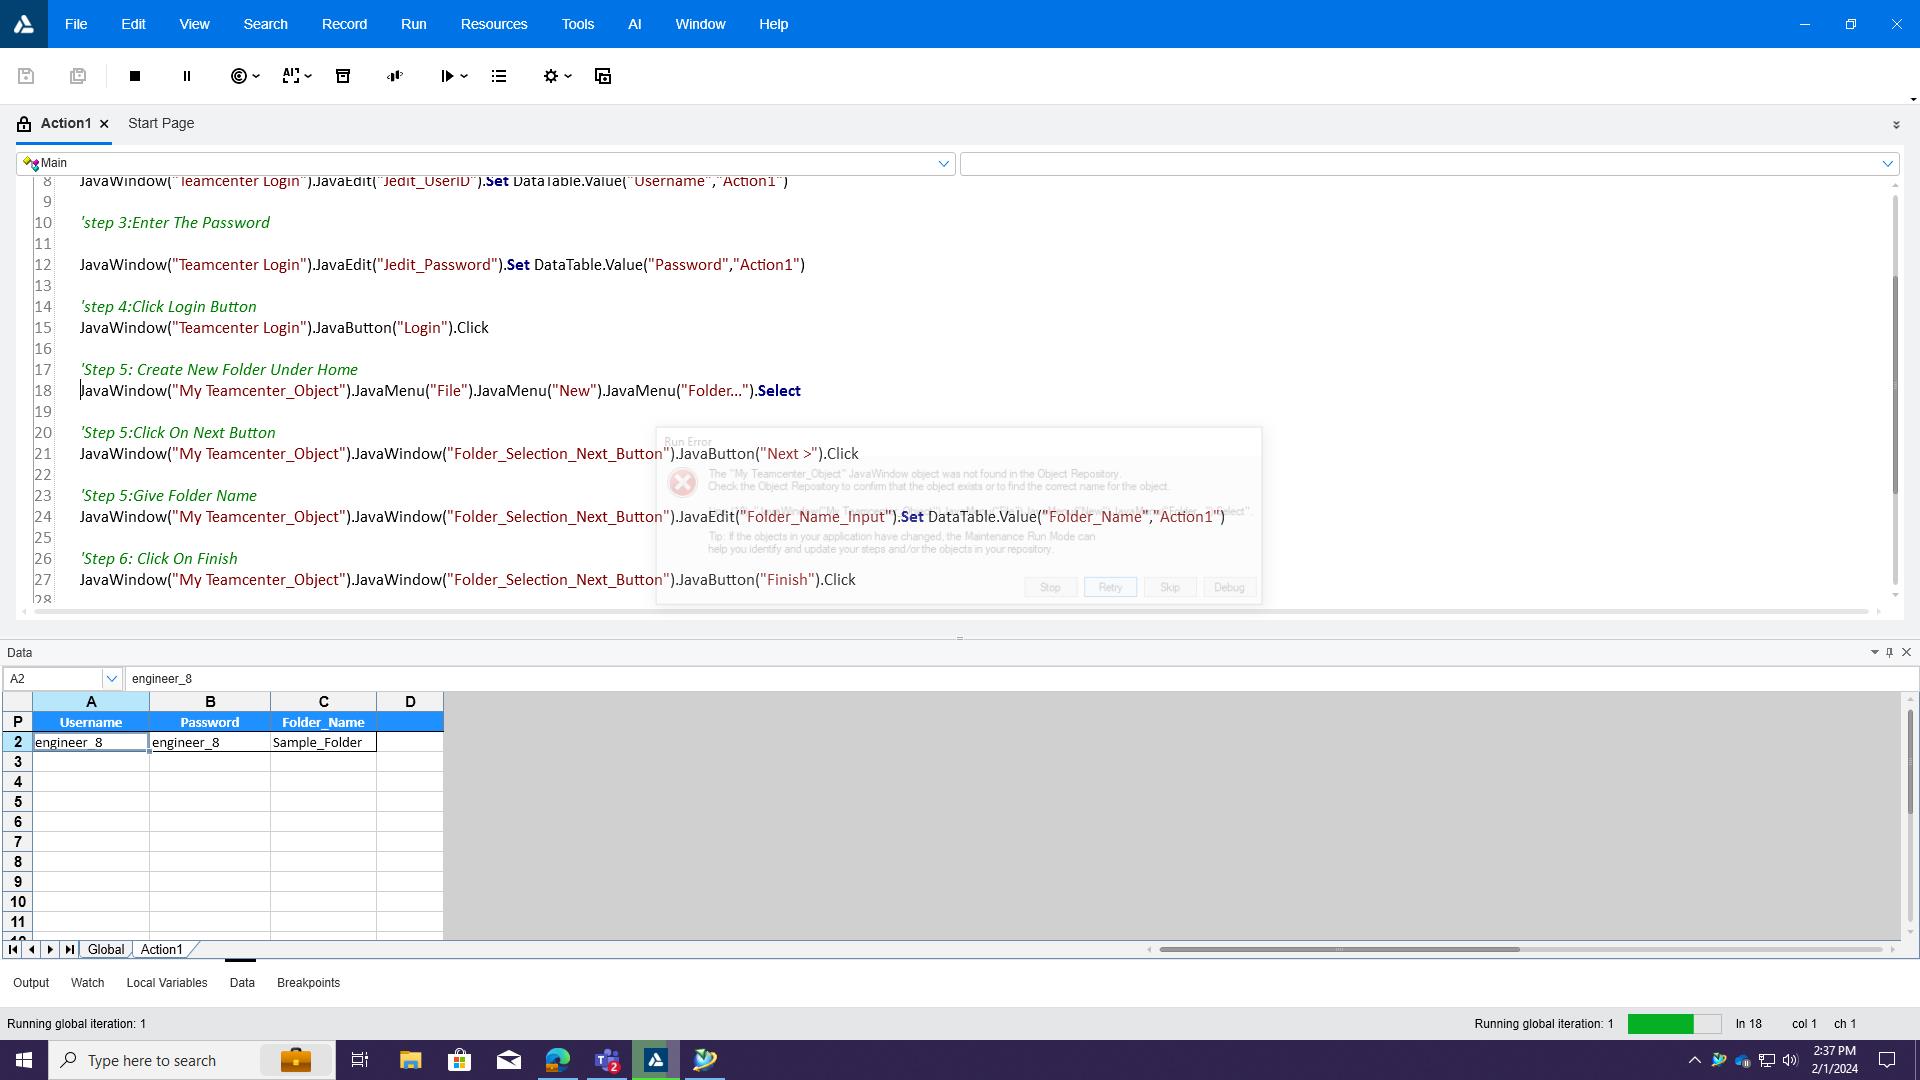 File Edit View Search Record Run Resources Tools AI Window Help
Action1 Start Page
Main
8 JavaWindow("Teamcenter Login").JavaEdit("Jedit_UserID").Set DataTable.Value("Username","Action1")
9
10 'step 3:Enter The Password
11
12 JavaWindow("Teamcenter Login").JavaEdit("Jedit_Password").Set DataTable.Value("Password","Action1")
13
14 'step 4:Click Login Button
15 JavaWindow("Teamcenter Login").JavaButton("Login").Click
16
17 'Step 5: Create New Folder Under Home
18 JavaWindow("My Teamcenter_Object").JavaMenu("File").JavaMenu("New").JavaMenu("Folder...").Select
19
20 'Step 5:Click On Next Button
21 JavaWindow("My Teamcenter_Object").JavaWindow("Folder_Selection_Next_Button").JavaButton("Next >").Click
22
23 'Step 5:Give Folder Name
24 JavaWindow("My Teamcenter_Object").JavaWindow("Folder_Selection_Next_Button").JavaEdit("Folder_Name_Input").Set DataTable.Value("Folder_Name","Action1")
25
26 'Step 6: Click On Finish
27 JavaWindow("My Teamcenter_Object").JavaWindow("Folder_Selection_Next_Button").JavaButton("Finish").Click
28
Run Error
The "My Teamcenter_Object" JavaWindow object was not found in the Object Repository.
Check the Object Repository to confirm that the object exists or to find the correct name for the object.
Tip: If the objects in your application have changed, the Maintenance Run Mode can
help you identify and update your steps and/or the objects in your repository.
Stop Retry Skip Debug
Data
A2 engineer_8
A B C D
P Username Password Folder_Name
2 engineer_8 engineer_8 Sample_Folder
3
4
5
6
7
8
9
10
11
Global Action1
Output Watch Local Variables Data Breakpoints
Running global iteration: 1 Running global iteration: 1 ln 18 col 1 ch 1
Type here to search
2
2:37 PM
2/1/2024